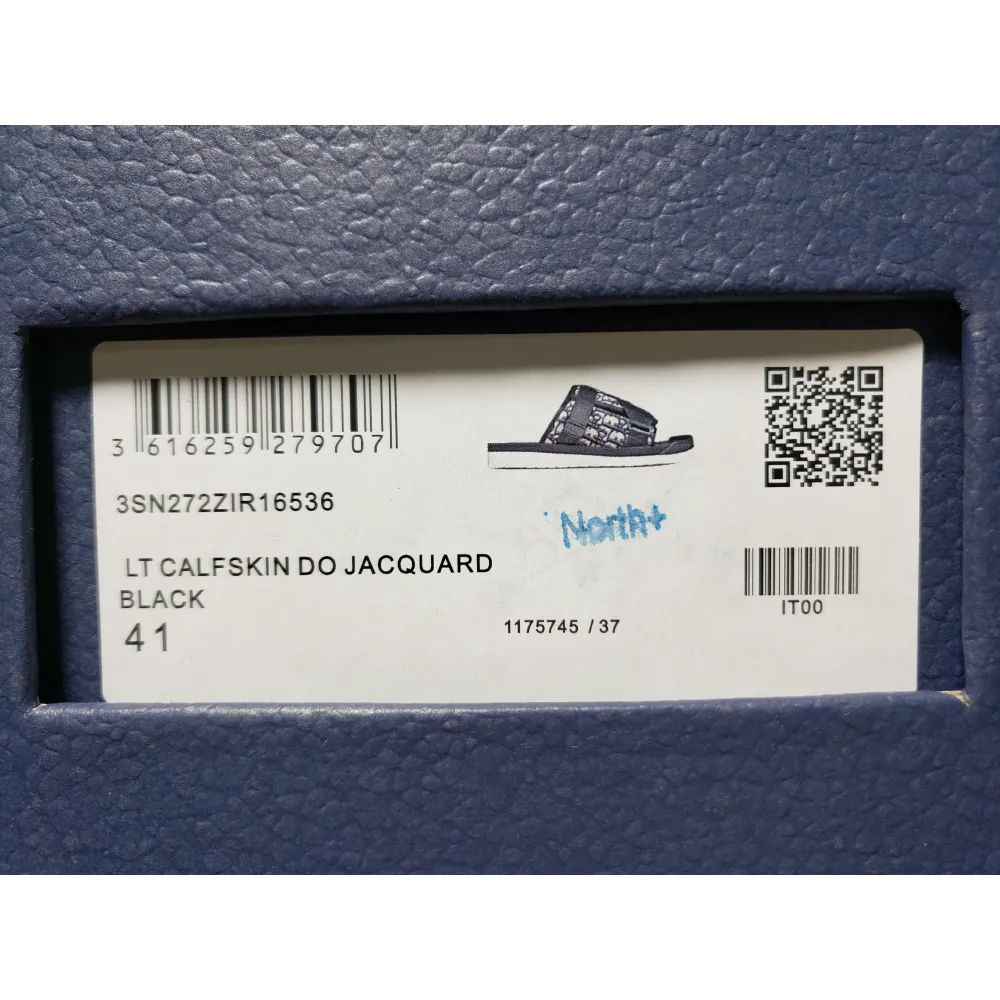 3 616259 279707
3SN272ZIR16536
North+
LT CALFSKIN DO JACQUARD
BLACK
41
1175745 / 37
IT00